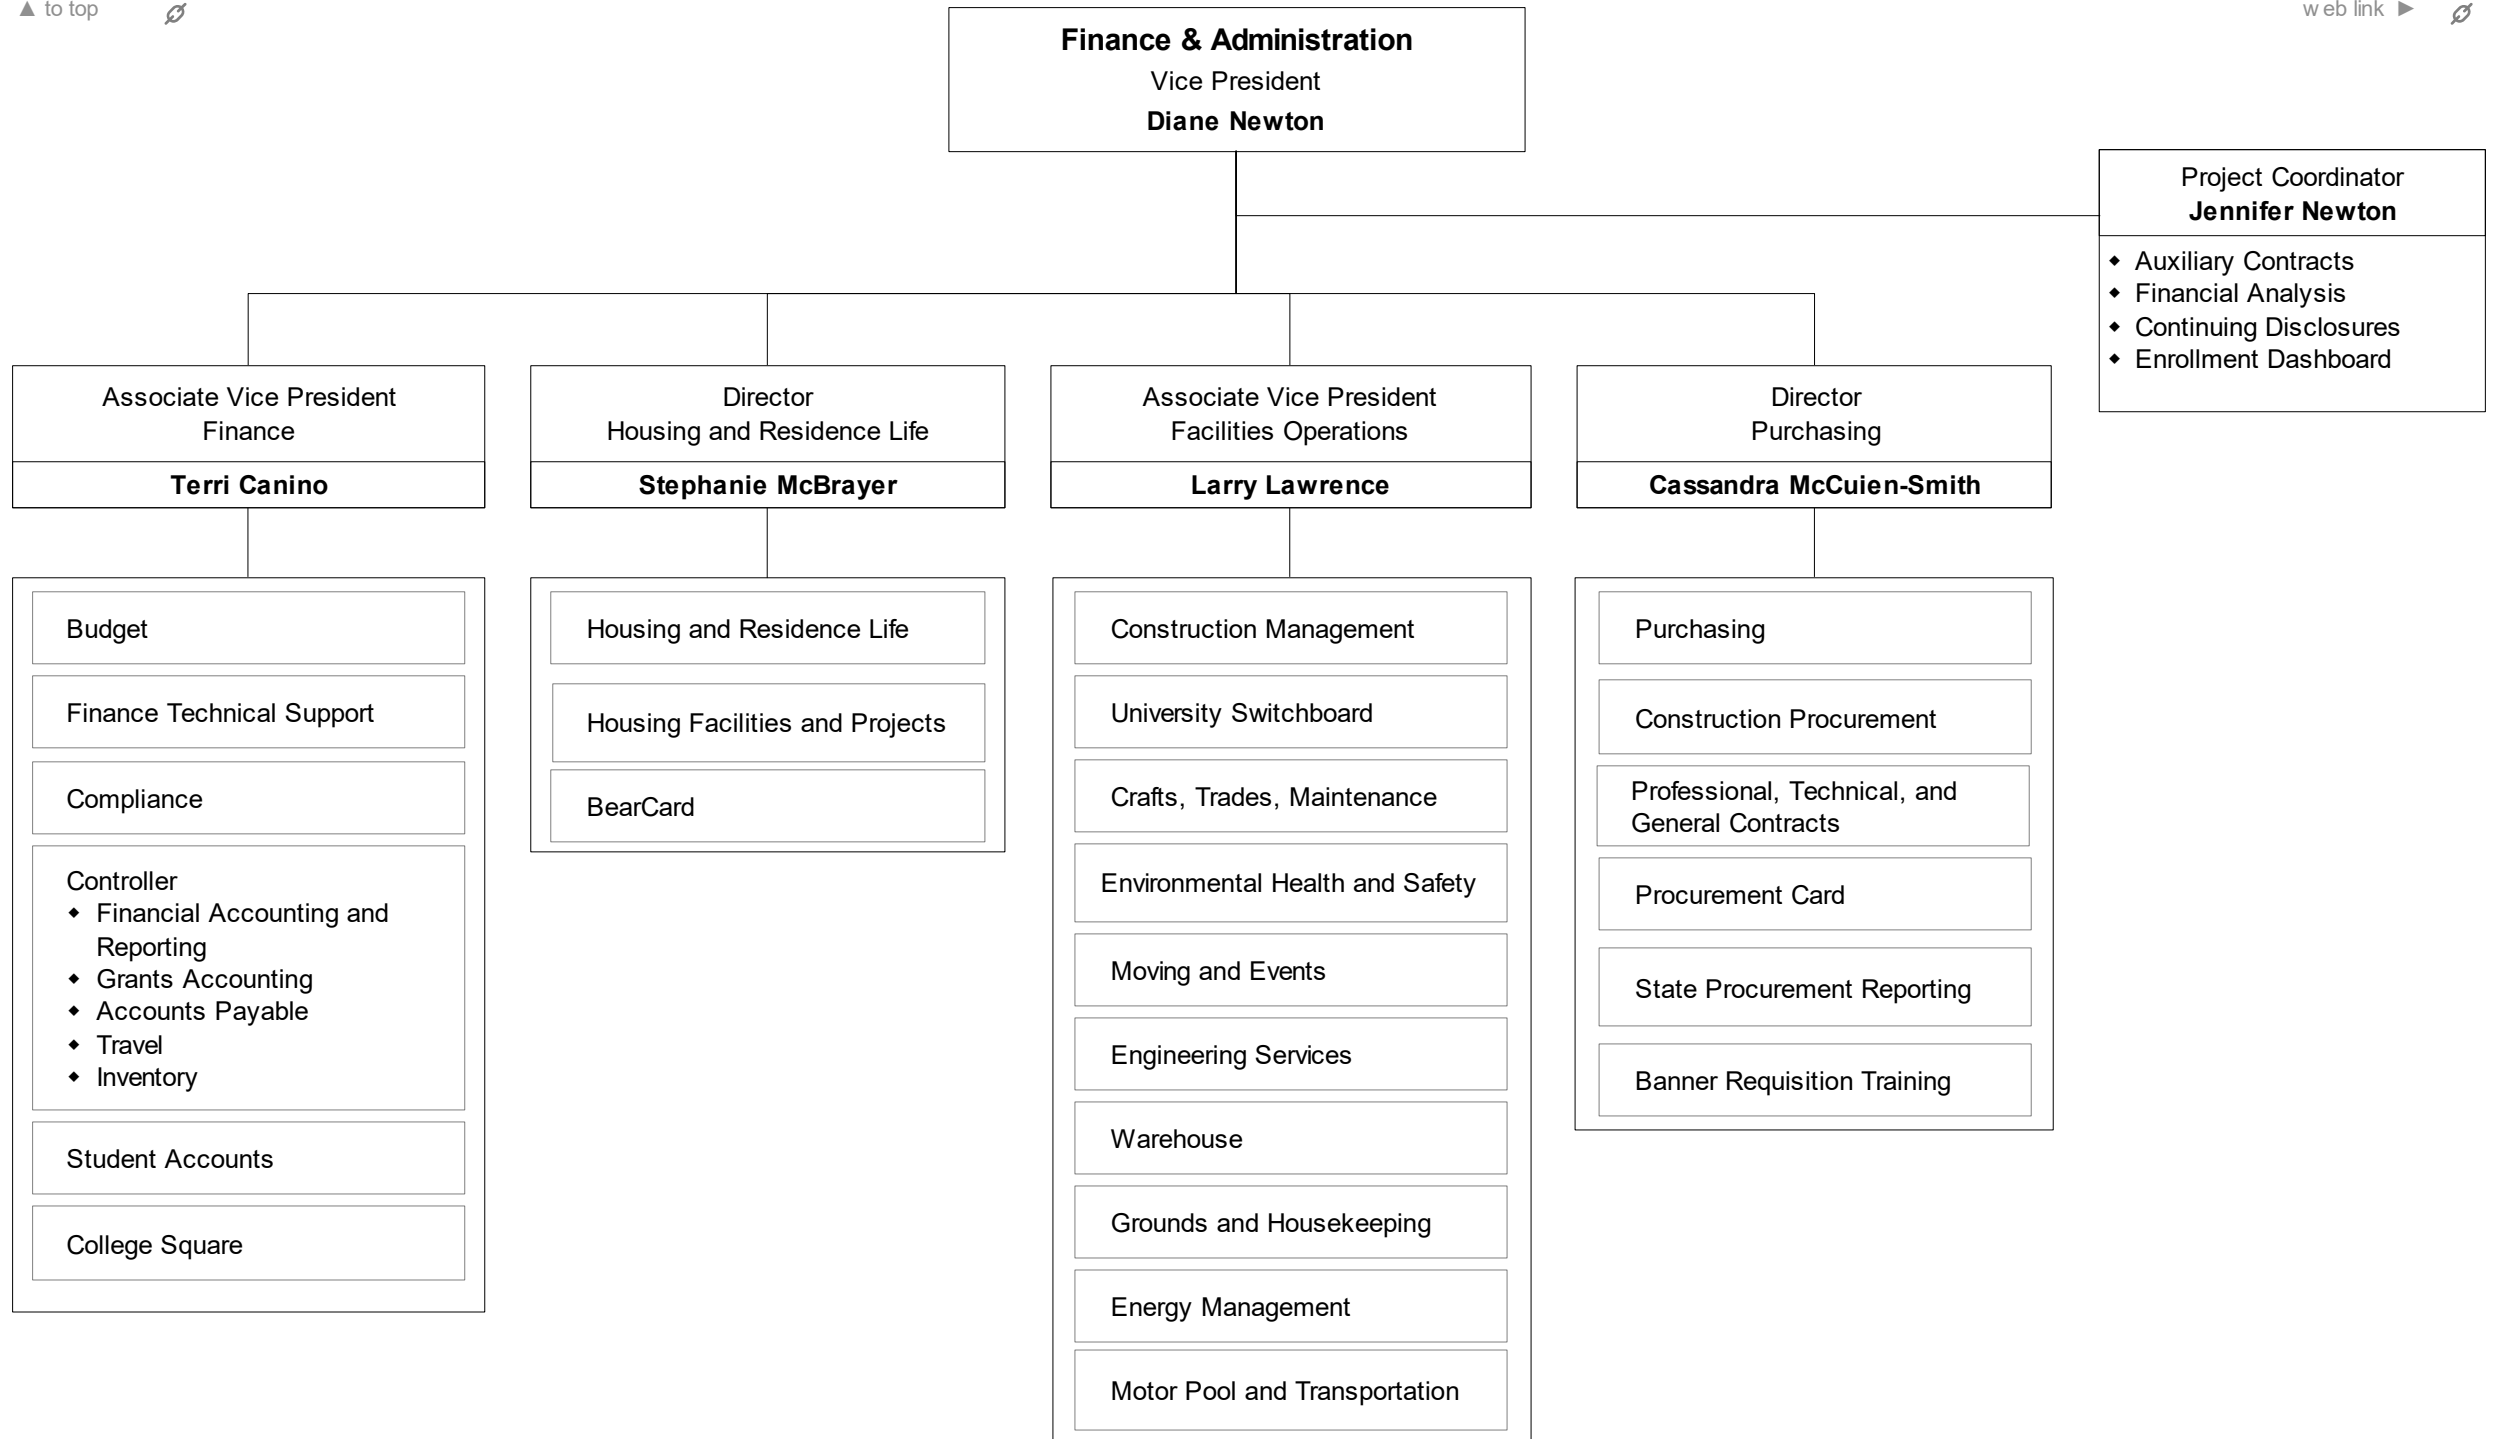 ▲ to top
web link ►
Finance & Administration
Vice President
Diane Newton
Project Coordinator
Jennifer Newton
◆ Auxiliary Contracts
◆ Financial Analysis
◆ Continuing Disclosures
◆ Enrollment Dashboard
Associate Vice President
Finance
Terri Canino
Director
Housing and Residence Life
Stephanie McBrayer
Associate Vice President
Facilities Operations
Larry Lawrence
Director
Purchasing
Cassandra McCuien-Smith
Budget
Finance Technical Support
Compliance
Controller
◆ Financial Accounting and
Reporting
◆ Grants Accounting
◆ Accounts Payable
◆ Travel
◆ Inventory
Student Accounts
College Square
Housing and Residence Life
Housing Facilities and Projects
BearCard
Construction Management
University Switchboard
Crafts, Trades, Maintenance
Environmental Health and Safety
Moving and Events
Engineering Services
Warehouse
Grounds and Housekeeping
Energy Management
Motor Pool and Transportation
Purchasing
Construction Procurement
Professional, Technical, and
General Contracts
Procurement Card
State Procurement Reporting
Banner Requisition Training